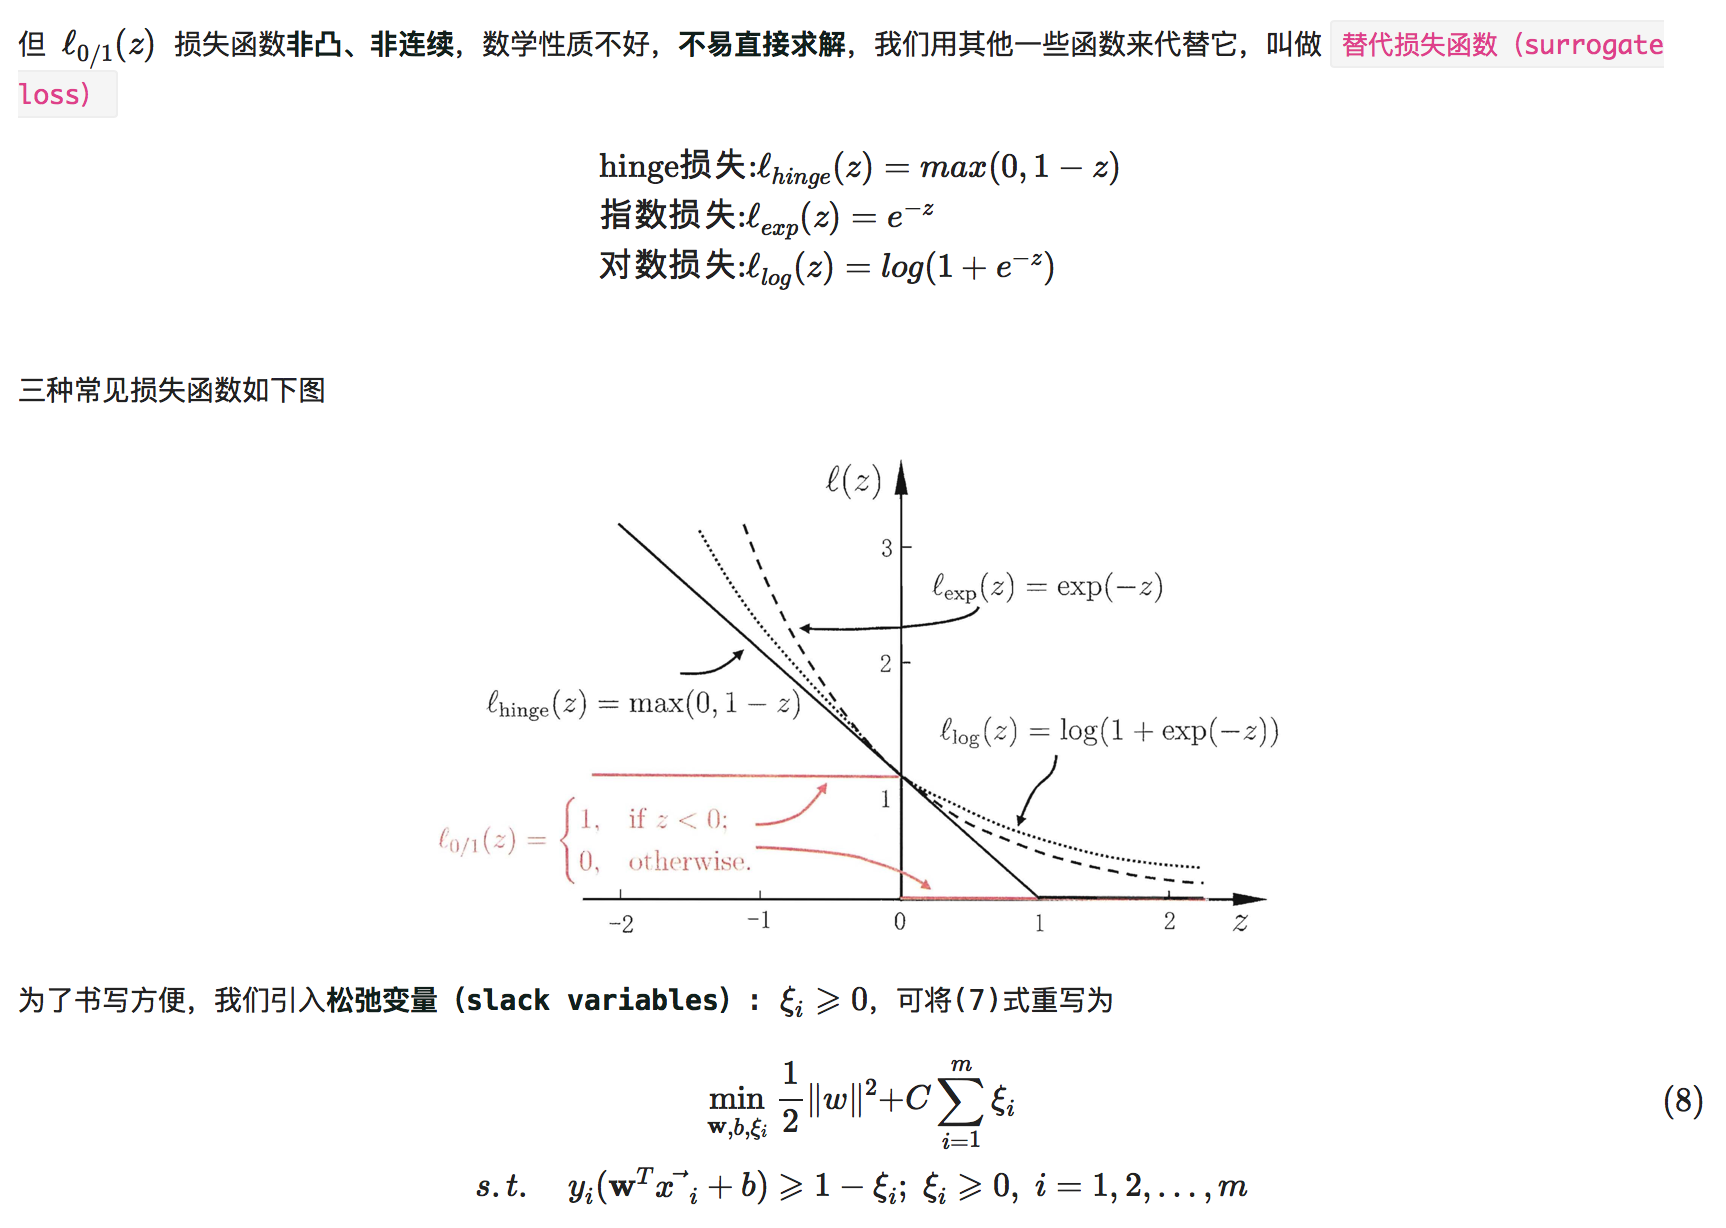 但 ℓ0/1(z) 损失函数非凸、非连续，数学性质不好，不易直接求解，我们用其他一些函数来代替它，叫做 替代损失函数（surrogate
loss）
hinge损失:ℓhinge(z) = max(0, 1 − z)
指数损失:ℓexp(z) = e^−z
对数损失:ℓlog(z) = log(1 + e^−z)
三种常见损失函数如下图
ℓ(z)
3
ℓexp(z) = exp(−z)
2
ℓhinge(z) = max(0, 1 − z)
ℓlog(z) = log(1 + exp(−z))
1
ℓ0/1(z) = { 1, if z < 0;
0, otherwise.
−2 −1 0 1 2 z
为了书写方便，我们引入松弛变量（slack variables）: ξi ⩾ 0，可将(7)式重写为
min w,b,ξi 1/2 ‖w‖² + C ∑ i=1 m ξi (8)
s.t. yi(w^T x⃗i + b) ⩾ 1 − ξi; ξi ⩾ 0, i = 1, 2, . . . , m